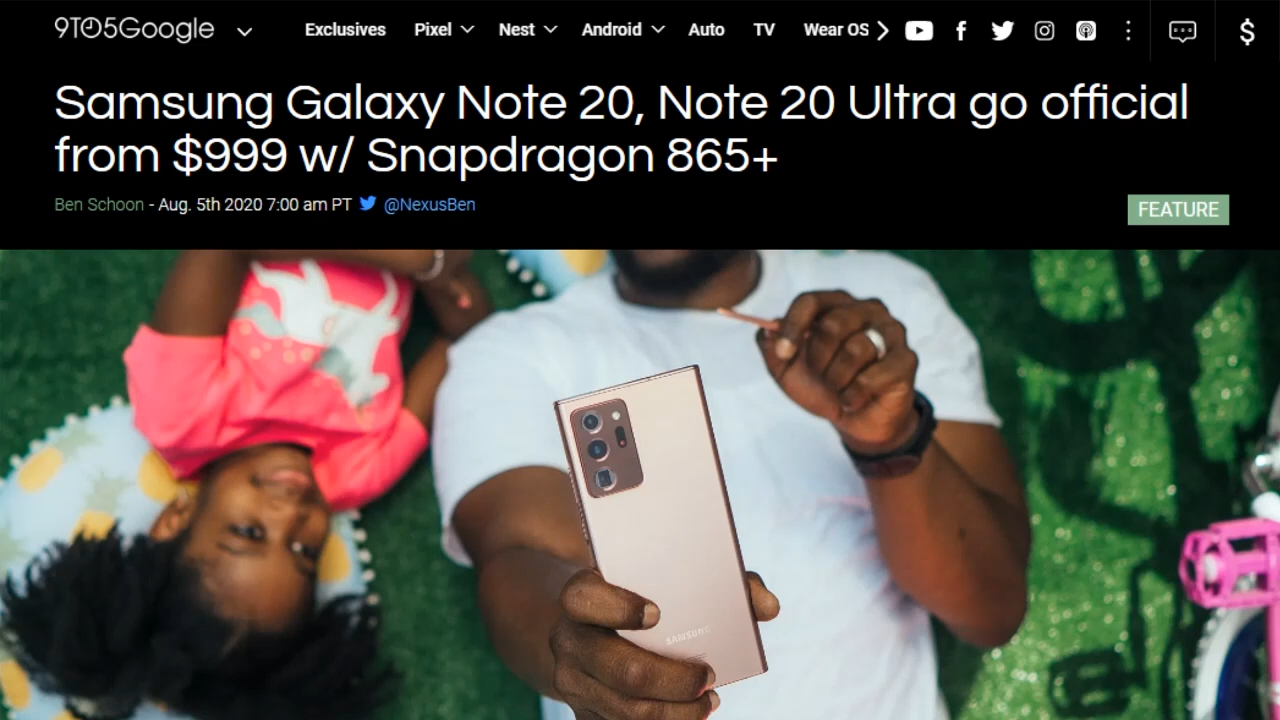 9TO5Google
Exclusives Pixel Nest Android Auto TV Wear OS
Samsung Galaxy Note 20, Note 20 Ultra go official
from $999 w/ Snapdragon 865+
Ben Schoon - Aug. 5th 2020 7:00 am PT @NexusBen
FEATURE
SAMSUNG